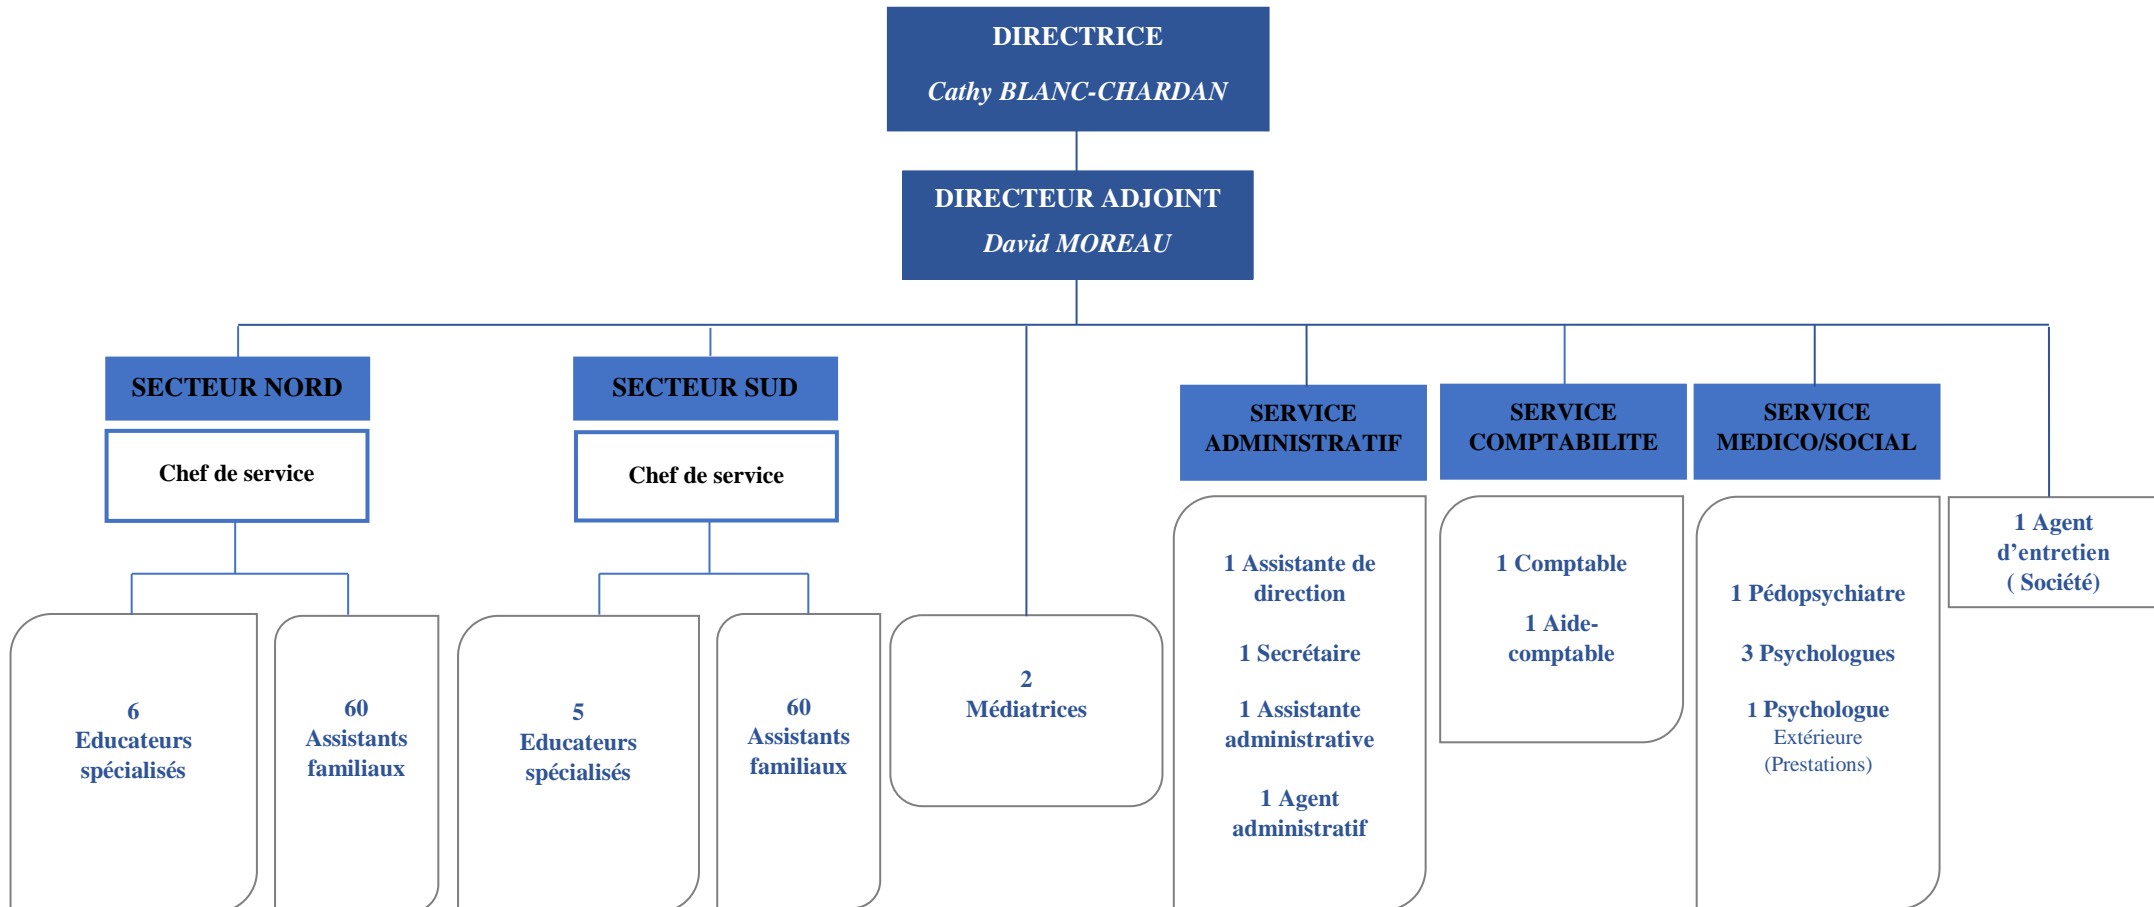 DIRECTRICE
Cathy BLANC-CHARDAN
DIRECTEUR ADJOINT
David MOREAU
SECTEUR NORD
Chef de service
6
Educateurs
spécialisés
60
Assistants
familiaux
SECTEUR SUD
Chef de service
5
Educateurs
spécialisés
60
Assistants
familiaux
2
Médiatrices
SERVICE
ADMINISTRATIF
1 Assistante de
direction
1 Secrétaire
1 Assistante
administrative
1 Agent
administratif
SERVICE
COMPTABILITE
1 Comptable
1 Aide-
comptable
SERVICE
MEDICO/SOCIAL
1 Pédopsychiatre
3 Psychologues
1 Psychologue
Extérieure
(Prestations)
1 Agent
d’entretien
( Société)